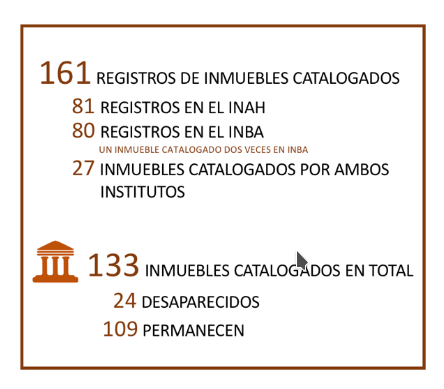 161 REGISTROS DE INMUEBLES CATALOGADOS
81 REGISTROS EN EL INAH
80 REGISTROS EN EL INBA
UN INMUEBLE CATALOGADO DOS VECES EN INBA
27 INMUEBLES CATALOGADOS POR AMBOS
INSTITUTOS
133 INMUEBLES CATALOGADOS EN TOTAL
24 DESAPARECIDOS
109 PERMANECEN